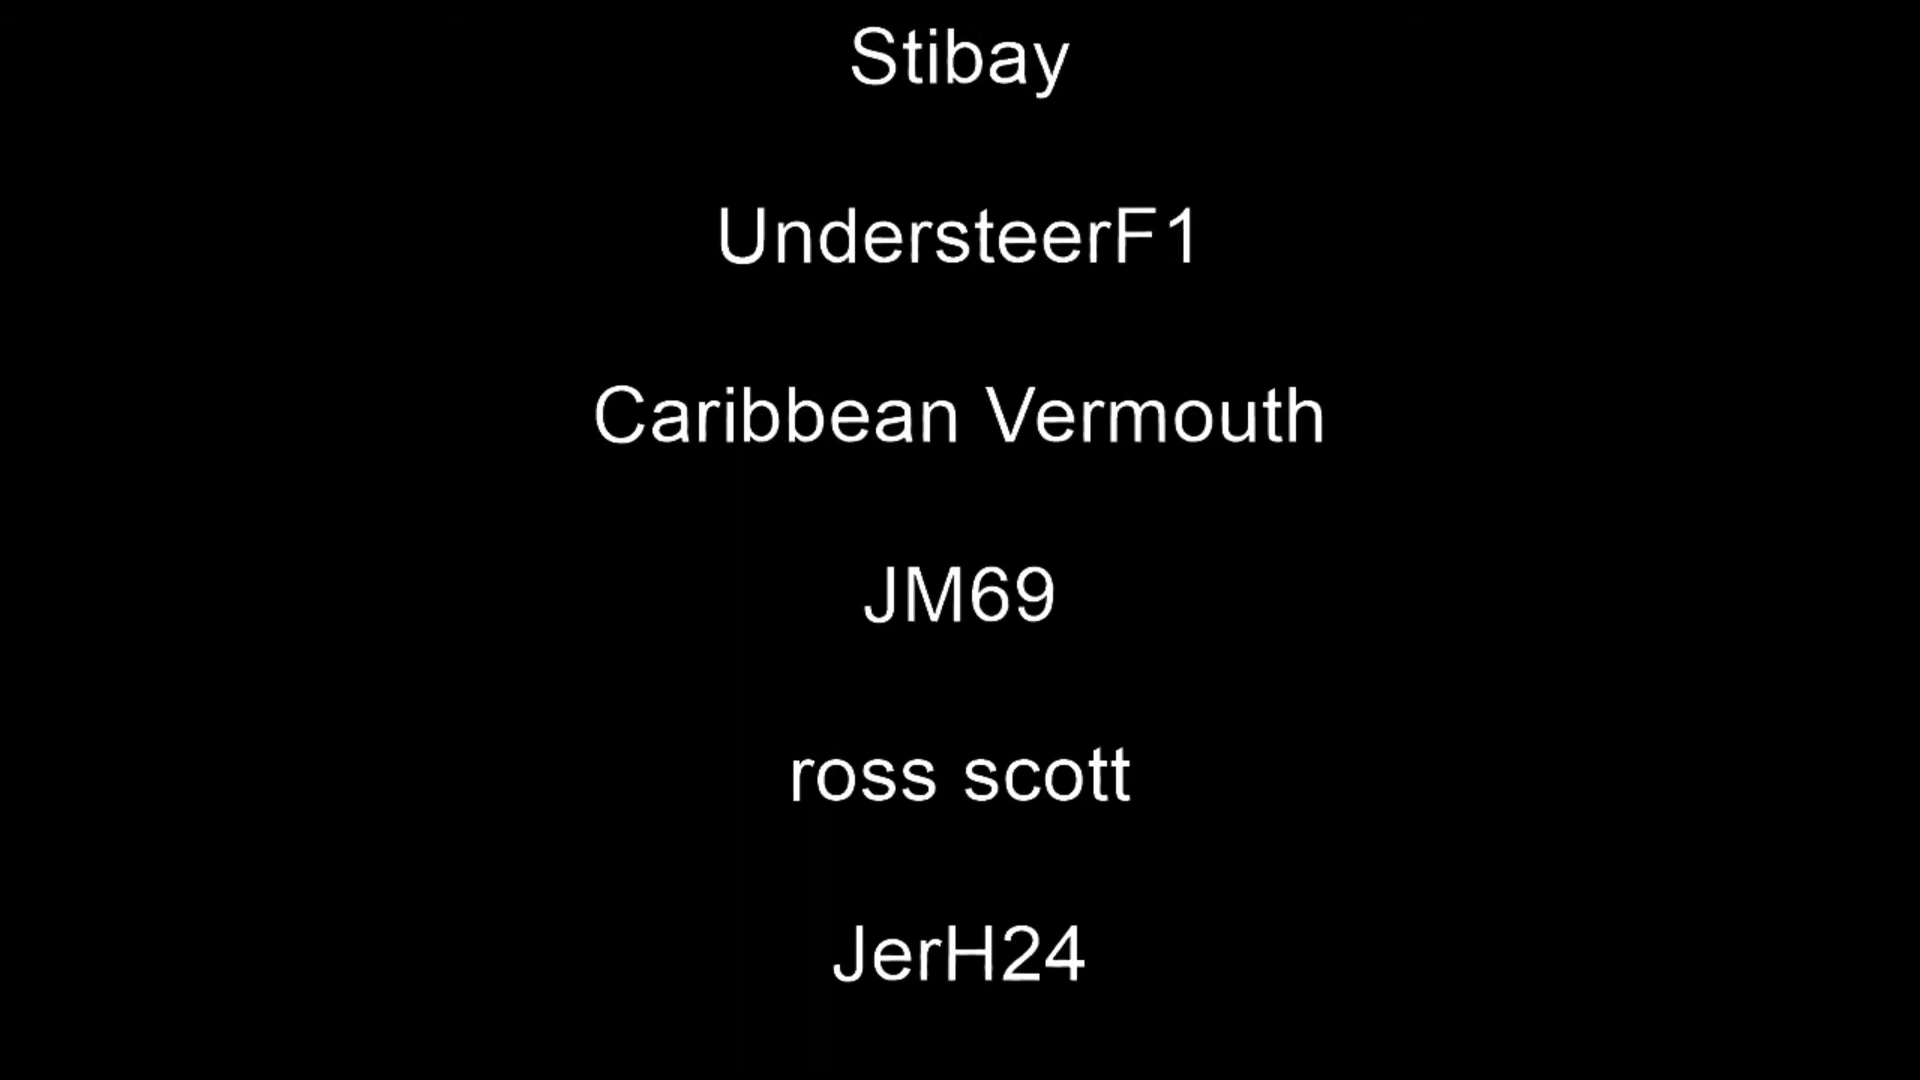 Stibay
UndersteerF1
Caribbean Vermouth
JM69
ross scott
JerH24